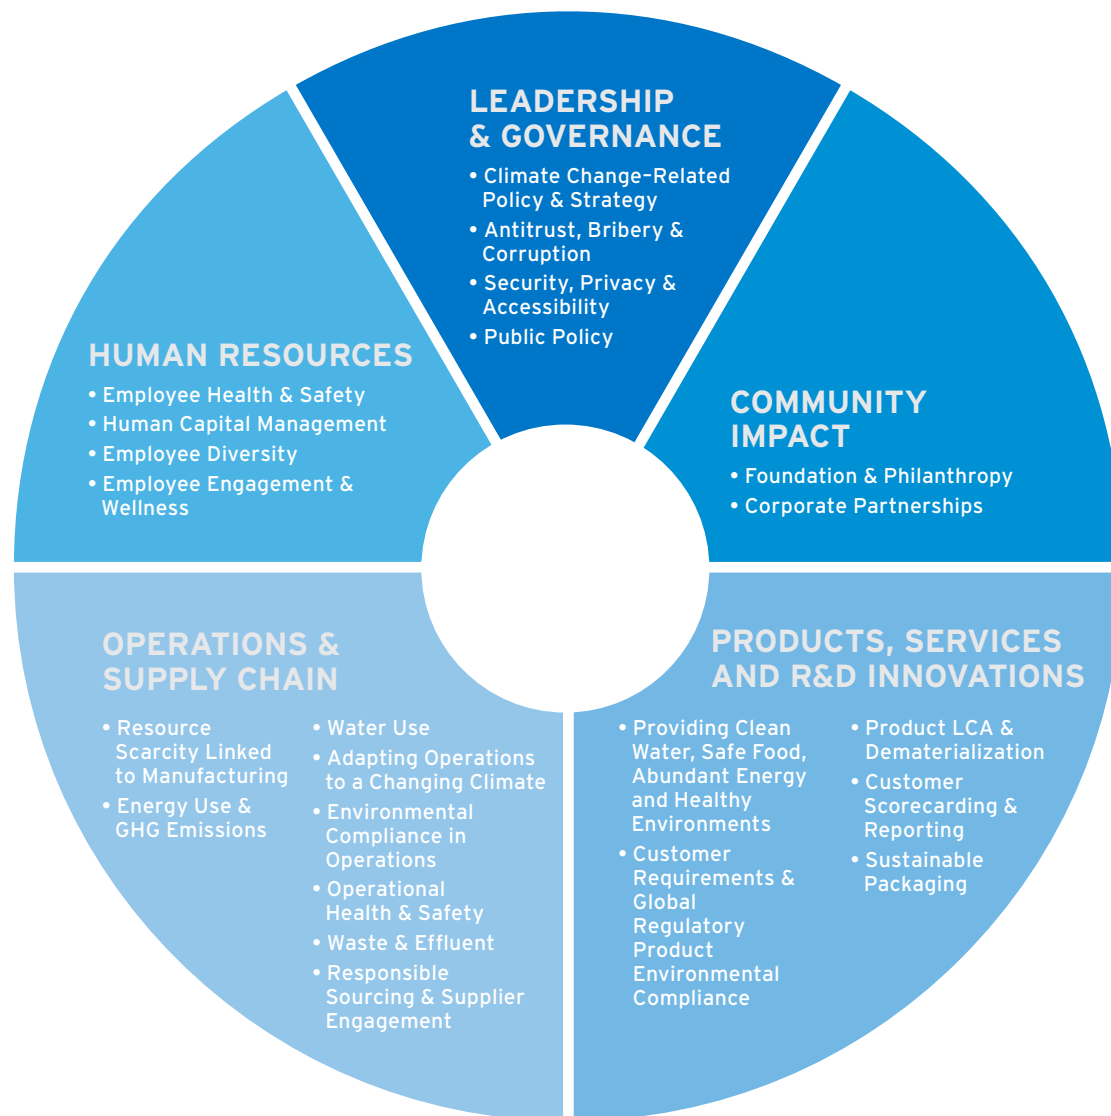 LEADERSHIP
& GOVERNANCE
• Climate Change–Related
Policy & Strategy
• Antitrust, Bribery &
Corruption
• Security, Privacy &
Accessibility
• Public Policy
HUMAN RESOURCES
• Employee Health & Safety
• Human Capital Management
• Employee Diversity
• Employee Engagement &
Wellness
COMMUNITY
IMPACT
• Foundation & Philanthropy
• Corporate Partnerships
OPERATIONS &
SUPPLY CHAIN
• Resource
Scarcity Linked
to Manufacturing
• Energy Use &
GHG Emissions
• Water Use
• Adapting Operations
to a Changing Climate
• Environmental
Compliance in
Operations
• Operational
Health & Safety
• Waste & Effluent
• Responsible
Sourcing & Supplier
Engagement
PRODUCTS, SERVICES
AND R&D INNOVATIONS
• Providing Clean
Water, Safe Food,
Abundant Energy
and Healthy
Environments
• Customer
Requirements &
Global
Regulatory
Product
Environmental
Compliance
• Product LCA &
Dematerialization
• Customer
Scorecarding &
Reporting
• Sustainable
Packaging